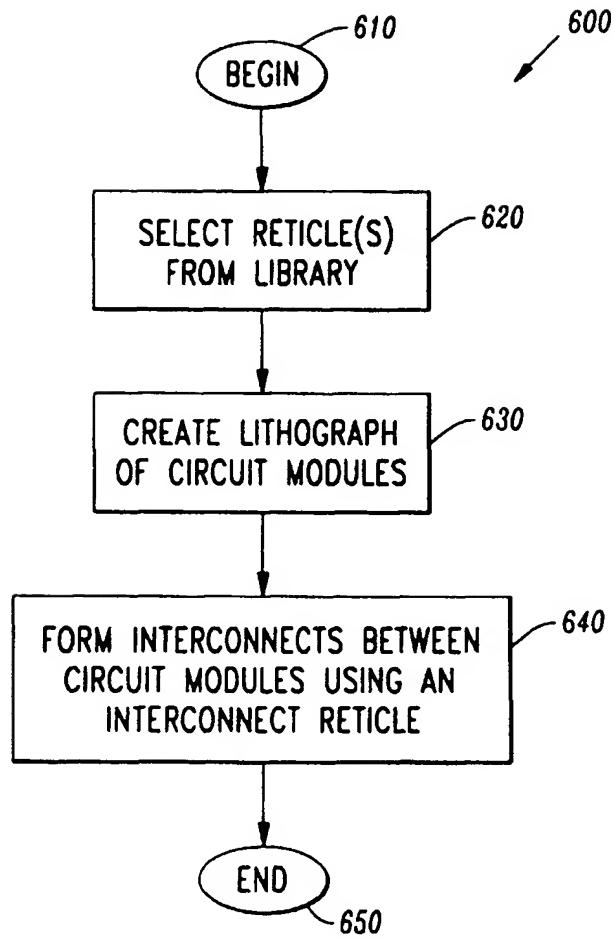 610
600
BEGIN
620
SELECT RETICLE(S)
FROM LIBRARY
630
CREATE LITHOGRAPH
OF CIRCUIT MODULES
640
FORM INTERCONNECTS BETWEEN
CIRCUIT MODULES USING AN
INTERCONNECT RETICLE
END
650